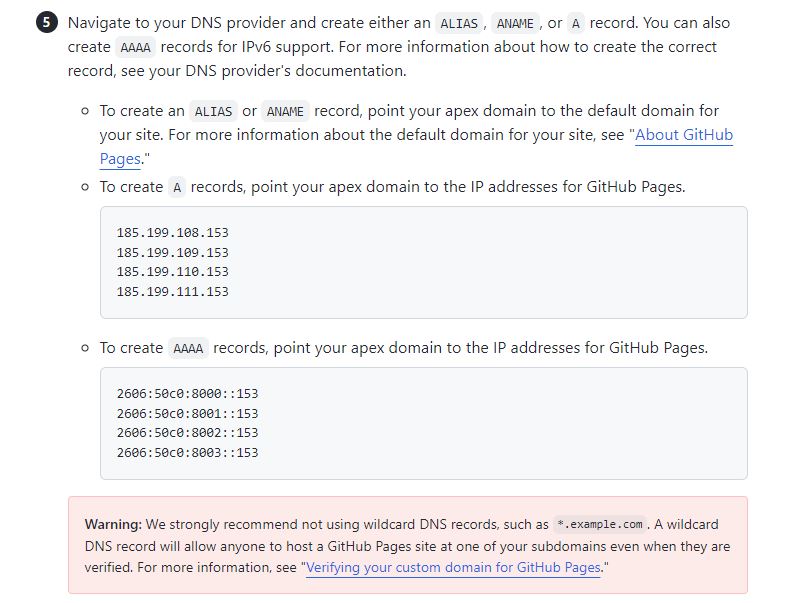 5 Navigate to your DNS provider and create either an ALIAS, ANAME, or A record. You can also
create AAAA records for IPv6 support. For more information about how to create the correct
record, see your DNS provider's documentation.
To create an ALIAS or ANAME record, point your apex domain to the default domain for
your site. For more information about the default domain for your site, see "About GitHub
Pages."
To create A records, point your apex domain to the IP addresses for GitHub Pages.
185.199.108.153
185.199.109.153
185.199.110.153
185.199.111.153
To create AAAA records, point your apex domain to the IP addresses for GitHub Pages.
2606:50c0:8000::153
2606:50c0:8001::153
2606:50c0:8002::153
2606:50c0:8003::153
Warning: We strongly recommend not using wildcard DNS records, such as *.example.com. A wildcard
DNS record will allow anyone to host a GitHub Pages site at one of your subdomains even when they are
verified. For more information, see "Verifying your custom domain for GitHub Pages."